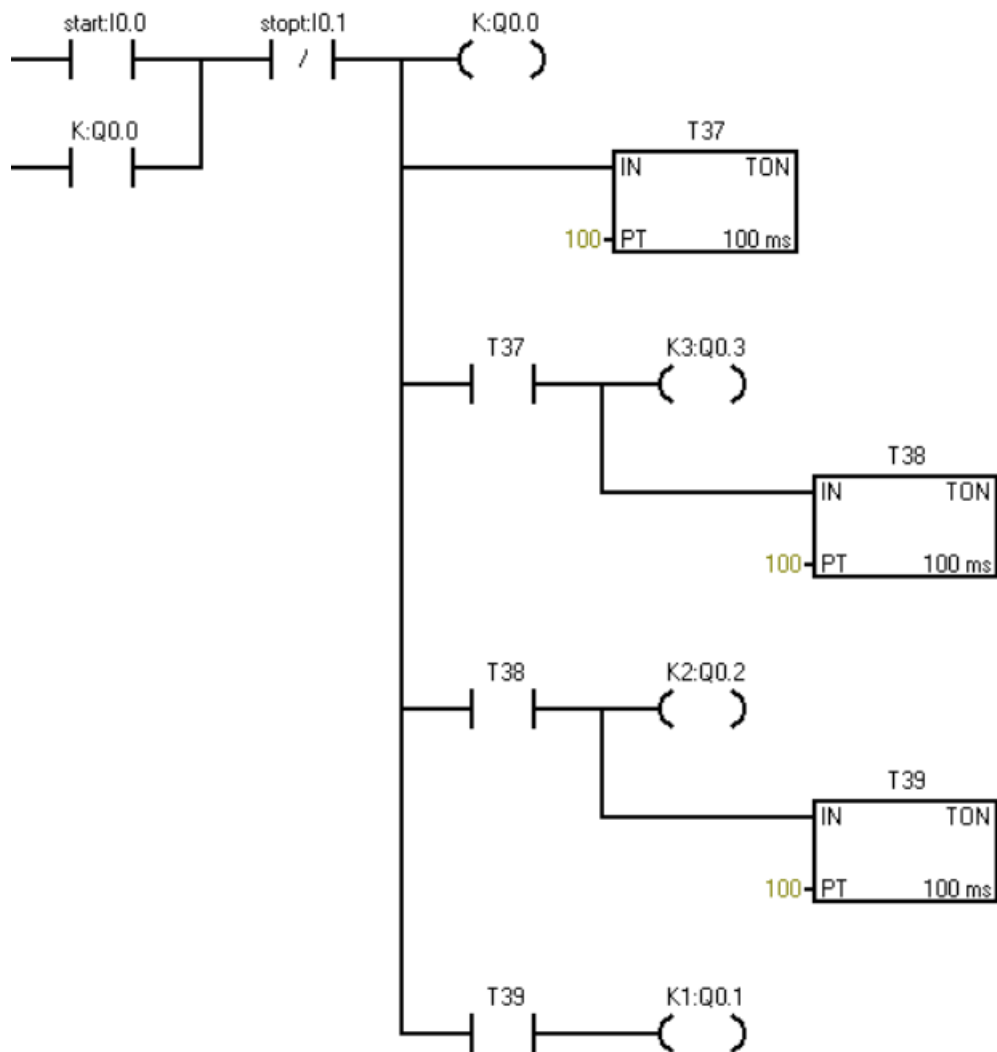 start:I0.0 stopt:I0.1 K:Q0.0
/
K:Q0.0
T37
IN TON
100 PT 100 ms
T37 K3:Q0.3
T38
IN TON
100 PT 100 ms
T38 K2:Q0.2
T39
IN TON
100 PT 100 ms
T39 K1:Q0.1